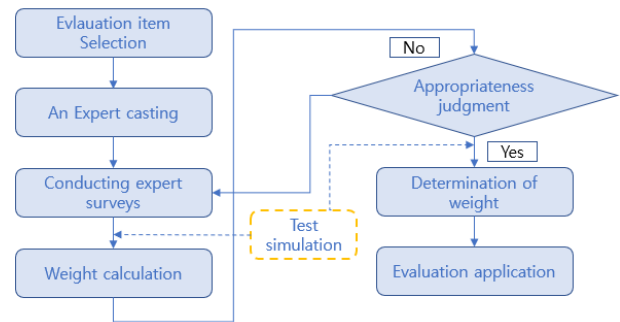 Evlauation item
Selection
An Expert casting
Conducting expert
surveys
Weight calculation
No
Appropriateness
judgment
Yes
Determination of
weight
Test
simulation
Evaluation application